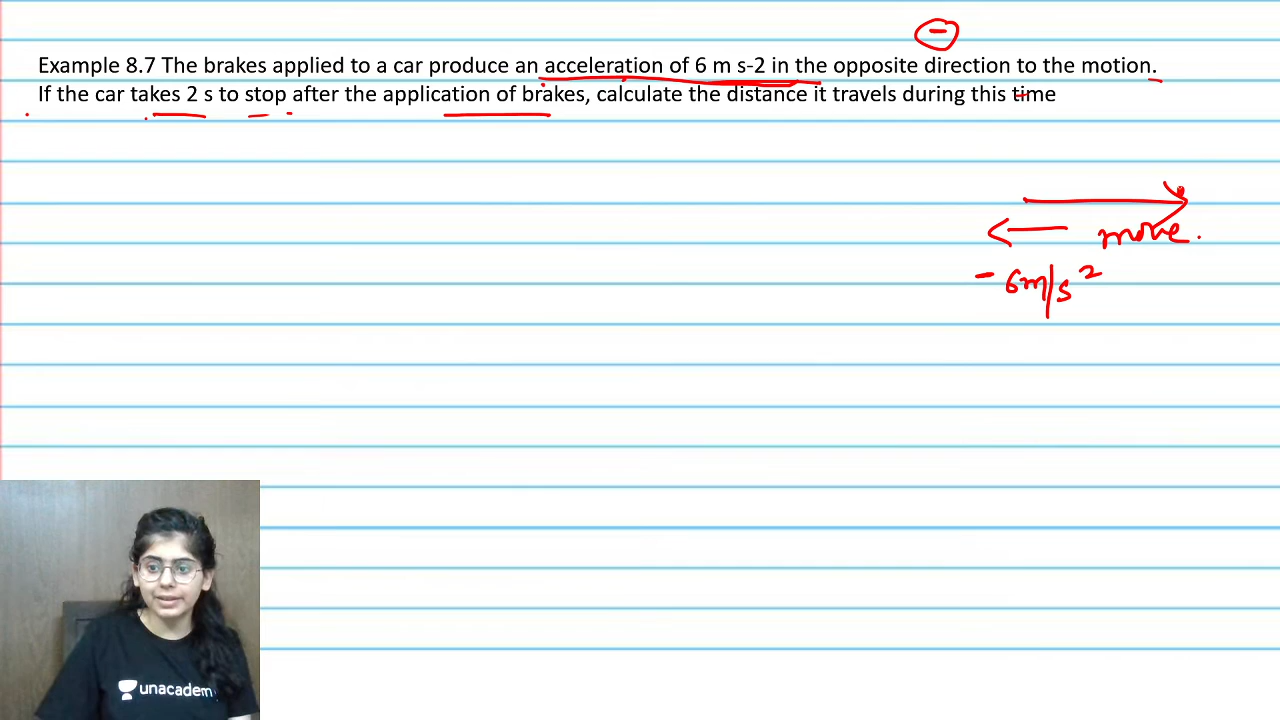 Example 8.7 The brakes applied to a car produce an acceleration of 6 m s-2 in the opposite direction to the motion.
If the car takes 2 s to stop after the application of brakes, calculate the distance it travels during this time
move.
- 6m/s²
unacademy